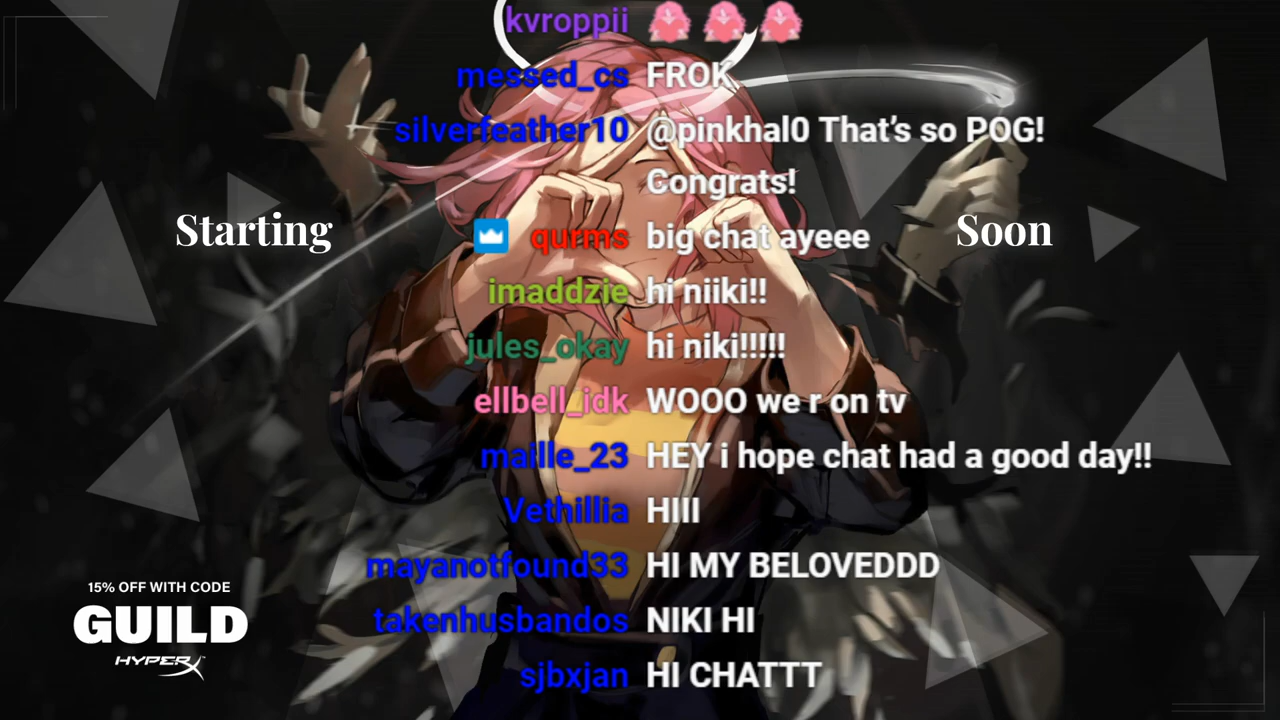 kvroppii
messed_cs FROK
silverfeather10 @pinkhal0 That's so POG!
Congrats!
Starting
qurms big chat ayeee
Soon
imaddzie hi niiki!!
jules_okay hi niki!!!!!
ellbell_idk WOOO we r on tv
maille_23 HEY i hope chat had a good day!!
Vethillia HIII
mayanotfound33 HI MY BELOVEDDD
takenhusbandos NIKI HI
sjbxjan HI CHATTT
15% OFF WITH CODE
GUILD
HYPERX